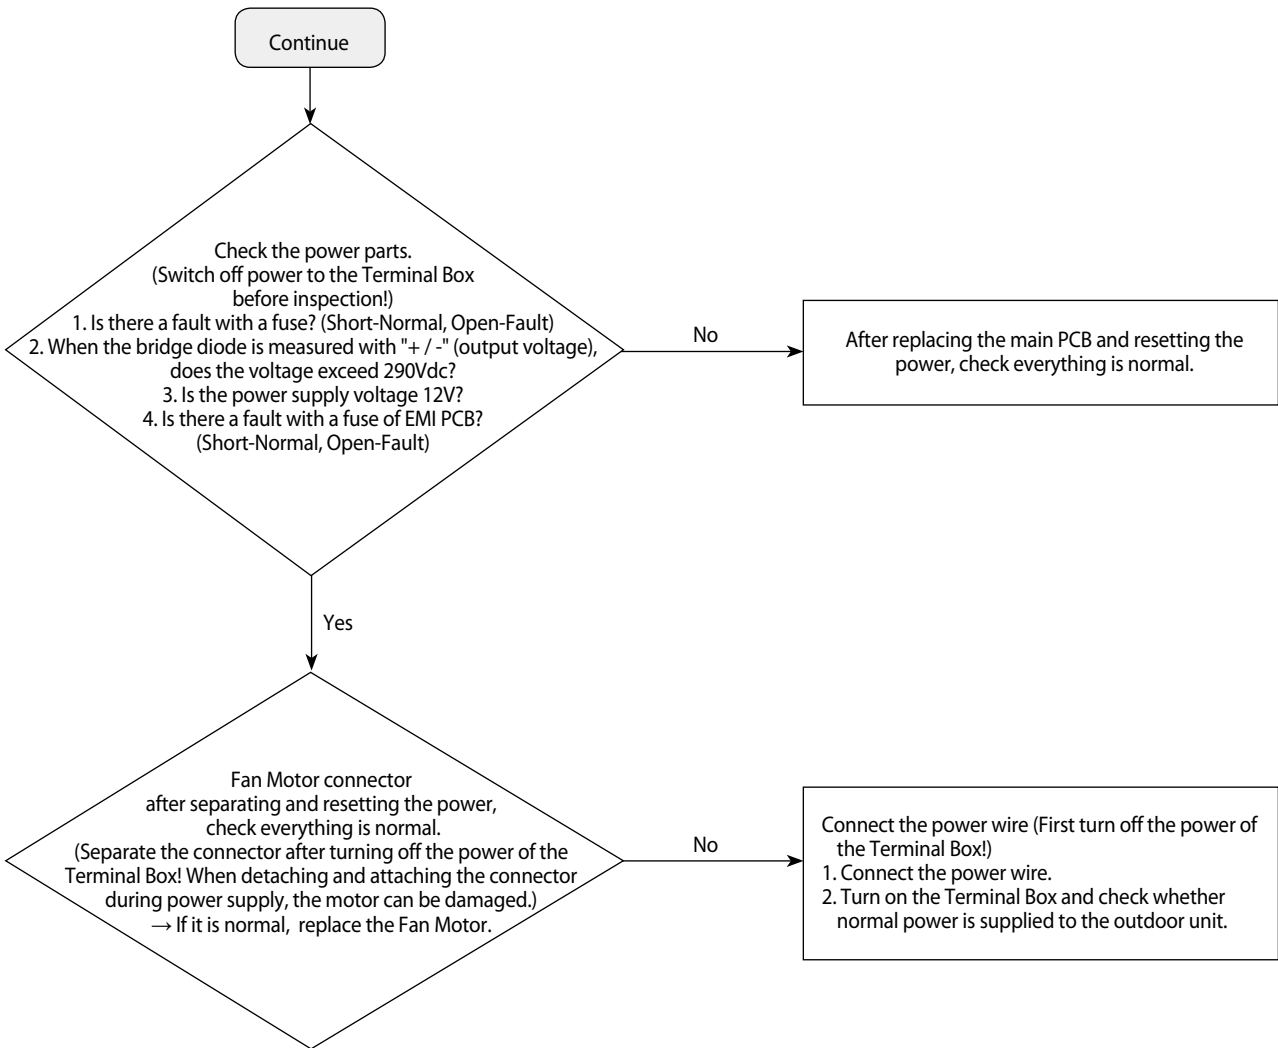 Continue
Check the power parts.
(Switch off power to the Terminal Box
before inspection!)
1. Is there a fault with a fuse? (Short-Normal, Open-Fault)
2. When the bridge diode is measured with "+ / -" (output voltage),
does the voltage exceed 290Vdc?
3. Is the power supply voltage 12V?
4. Is there a fault with a fuse of EMI PCB?
(Short-Normal, Open-Fault)
No
After replacing the main PCB and resetting the
power, check everything is normal.
Yes
Fan Motor connector
after separating and resetting the power,
check everything is normal.
(Separate the connector after turning off the power of the
Terminal Box! When detaching and attaching the connector
during power supply, the motor can be damaged.)
→ If it is normal, replace the Fan Motor.
No
Connect the power wire (First turn off the power of
the Terminal Box!)
1. Connect the power wire.
2. Turn on the Terminal Box and check whether
normal power is supplied to the outdoor unit.